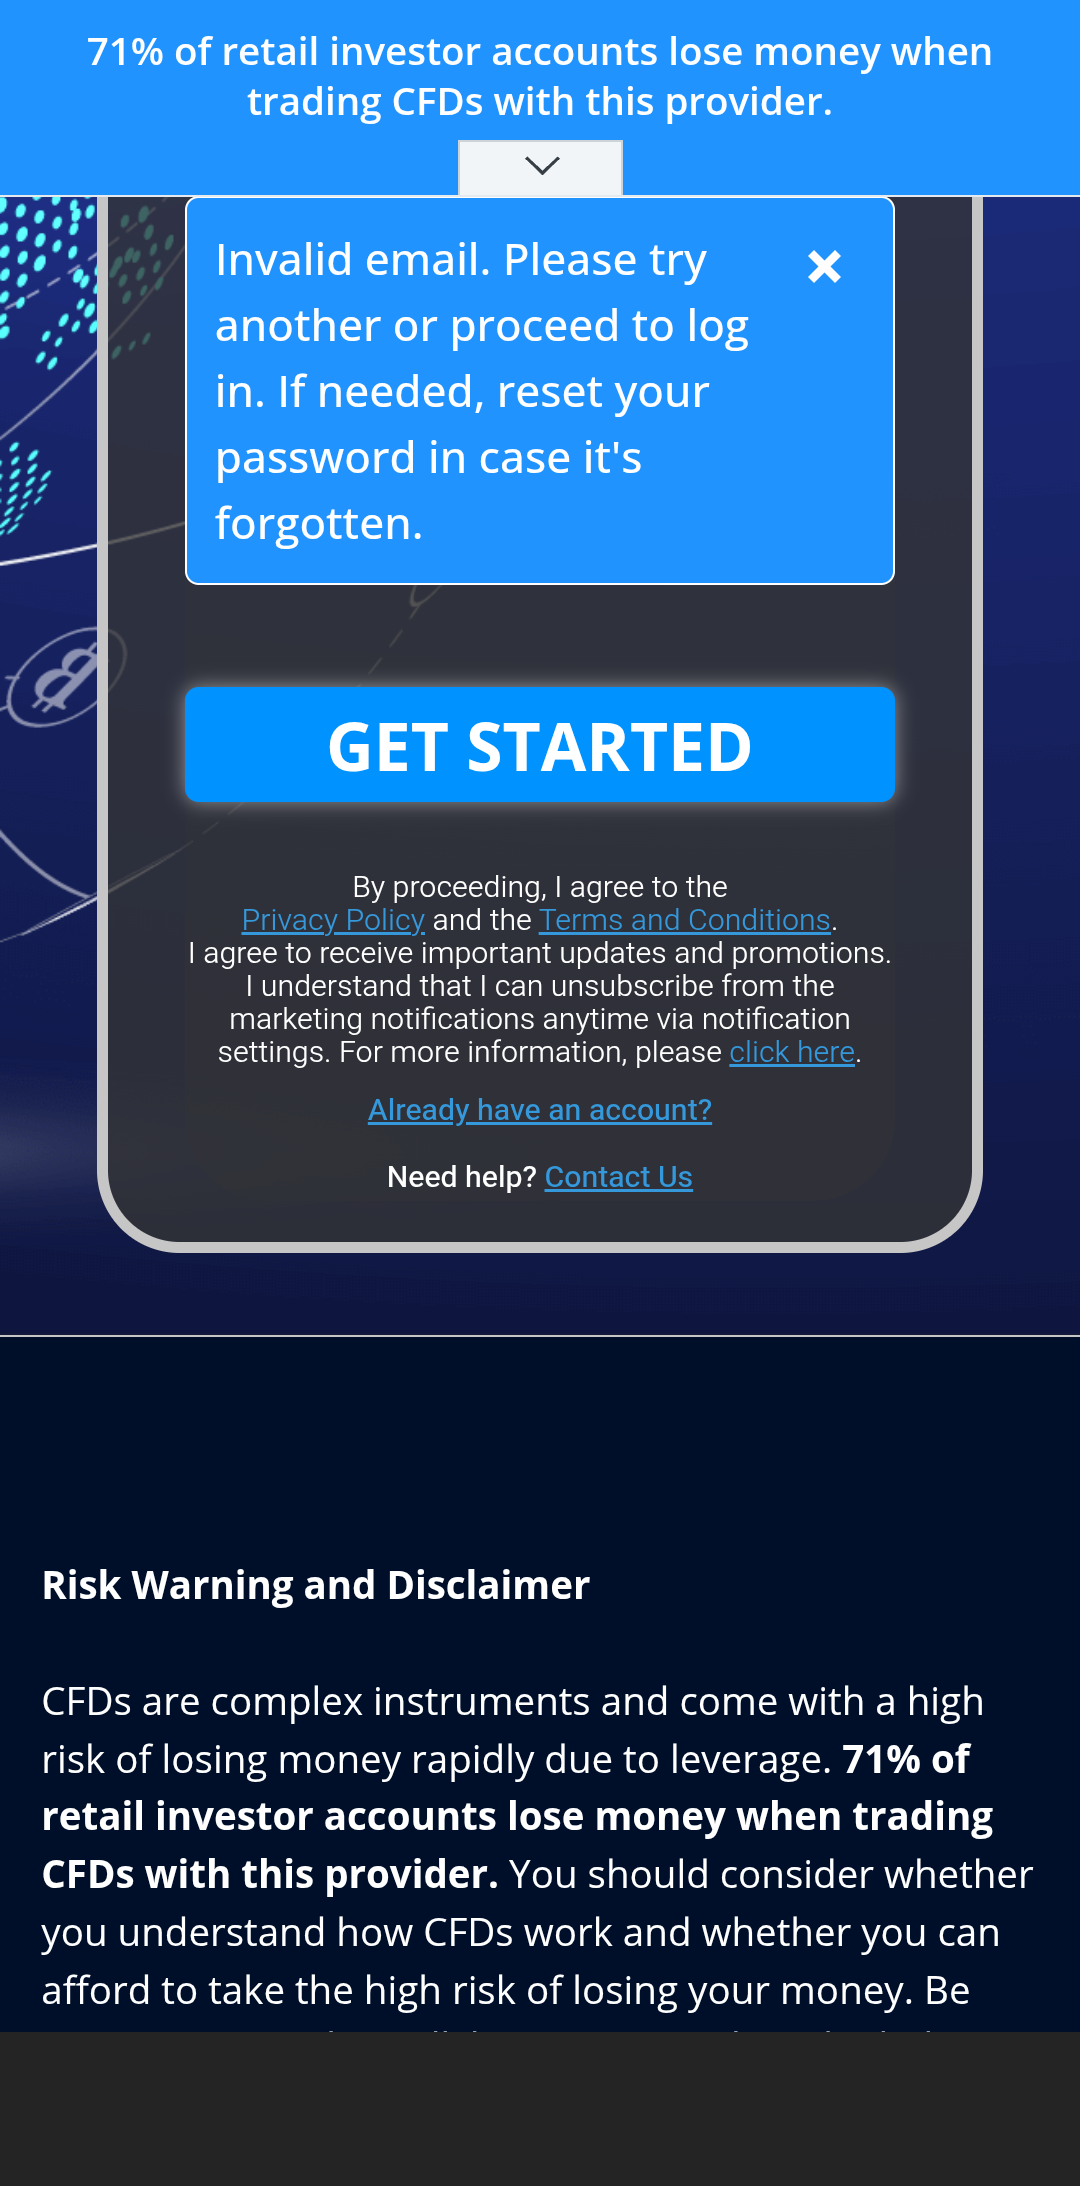 71% of retail investor accounts lose money when
trading CFDs with this provider.
Invalid email. Please try
another or proceed to log
in. If needed, reset your
password in case it's
forgotten.
GET STARTED
By proceeding, I agree to the
Privacy Policy and the Terms and Conditions.
I agree to receive important updates and promotions.
I understand that I can unsubscribe from the
marketing notifications anytime via notification
settings. For more information, please click here.
Already have an account?
Need help? Contact Us
Risk Warning and Disclaimer
CFDs are complex instruments and come with a high
risk of losing money rapidly due to leverage. 71% of
retail investor accounts lose money when trading
CFDs with this provider. You should consider whether
you understand how CFDs work and whether you can
afford to take the high risk of losing your money. Be